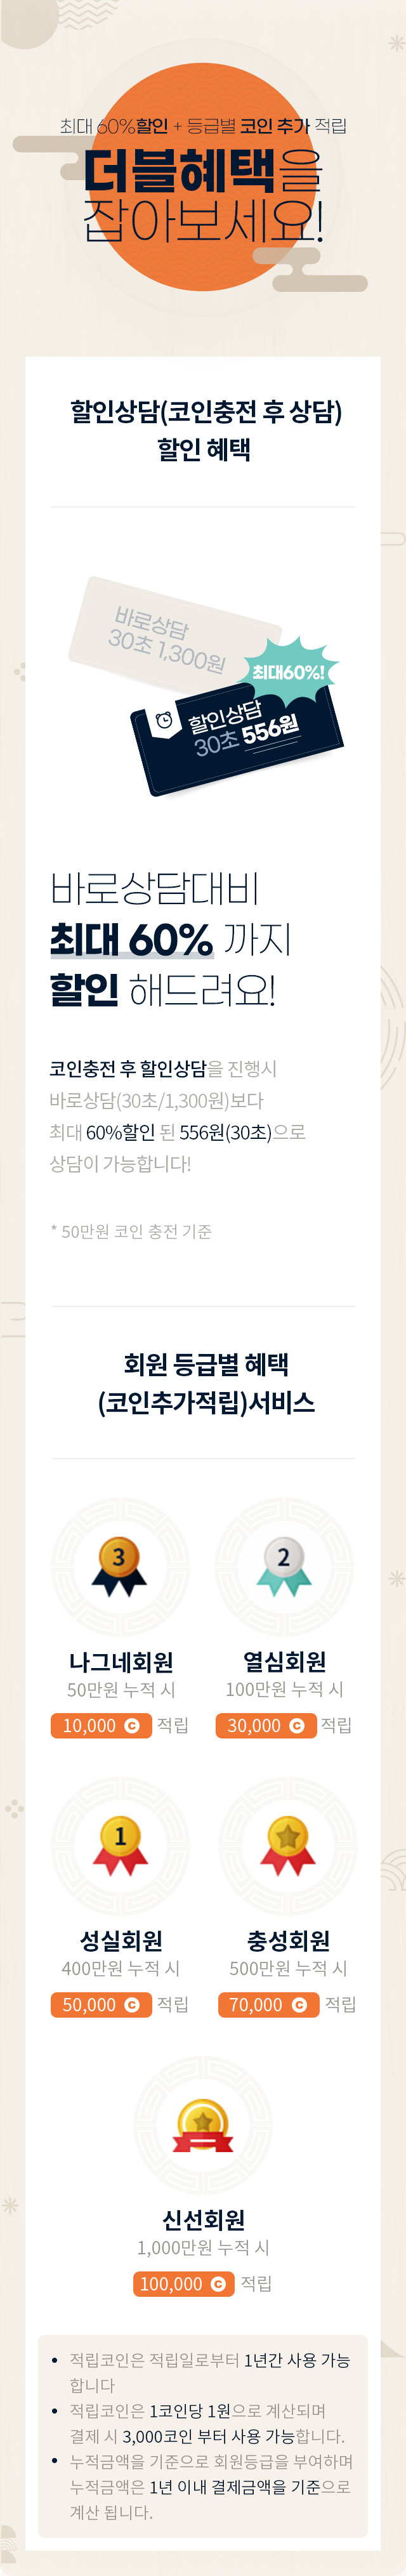 최대 60%할인 + 등급별 코인 추가 적립
더블혜택을
잡아보세요!
할인상담(코인충전 후 상담)
할인 혜택
바로상담
30초 1,300원
최대60%!
할인상담
30초 556원
바로상담대비
최대 60% 까지
할인 해드려요!
코인충전 후 할인상담을 진행시
바로상담(30초/1,300원)보다
최대 60%할인 된 556원(30초)으로
상담이 가능합니다!
* 50만원 코인 충전 기준
회원 등급별 혜택
(코인추가적립)서비스
3
나그네회원
50만원 누적 시
10,000 C 적립
2
열심회원
100만원 누적 시
30,000 C 적립
1
성실회원
400만원 누적 시
50,000 C 적립
충성회원
500만원 누적 시
70,000 C 적립
신선회원
1,000만원 누적 시
100,000 C 적립
• 적립코인은 적립일로부터 1년간 사용 가능
합니다
• 적립코인은 1코인당 1원으로 계산되며
결제 시 3,000코인 부터 사용 가능합니다.
• 누적금액을 기준으로 회원등급을 부여하며
누적금액은 1년 이내 결제금액을 기준으로
계산 됩니다.